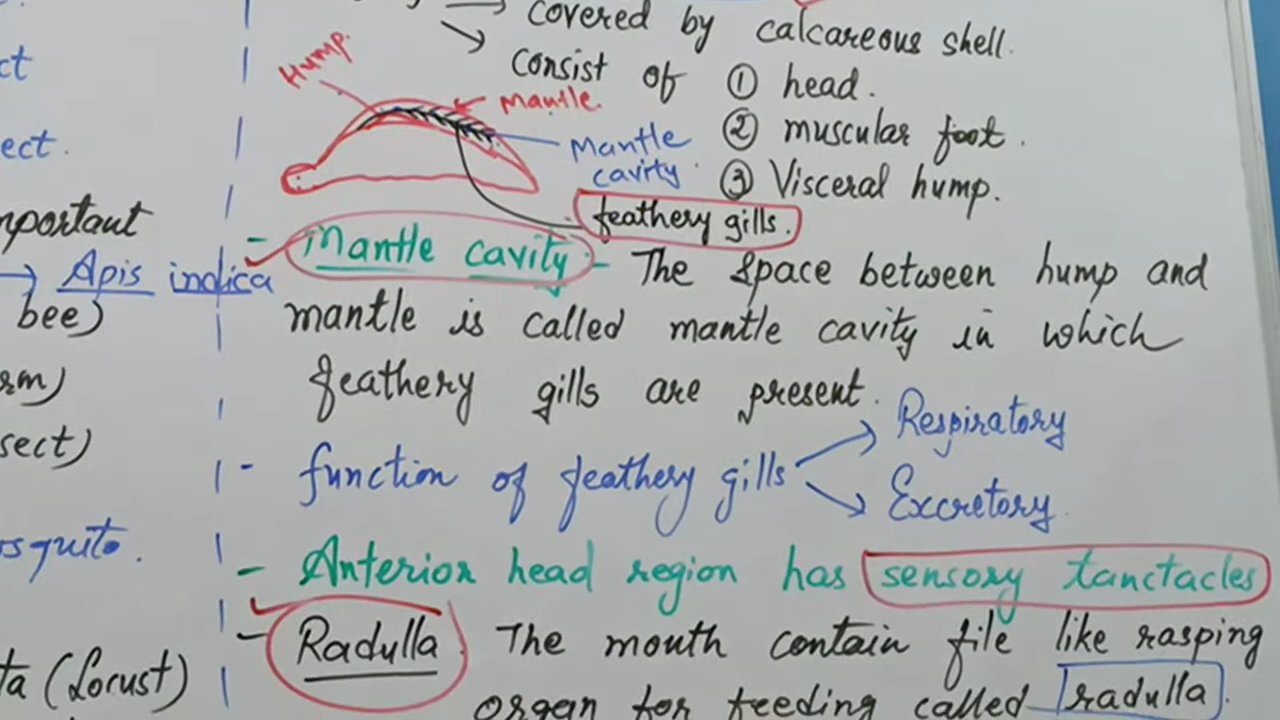 → covered by calcareous shell.
→ consist of ① head.
② muscular foot.
③ Visceral hump.
Hump.
mantle.
Mantle
cavity
feathery gills.
- Mantle cavity - The space between hump and
mantle is called mantle cavity in which
feathery gills are present.
- function of feathery gills → Respiratory
→ Excretory
- Anterior head region has sensory tanctacles
- Radulla The mouth contain file like rasping
organ for feeding called radulla.
ct
ect.
mportant
→ Apis indica
bee)
rm)
sect)
squito.
ta (Locust)